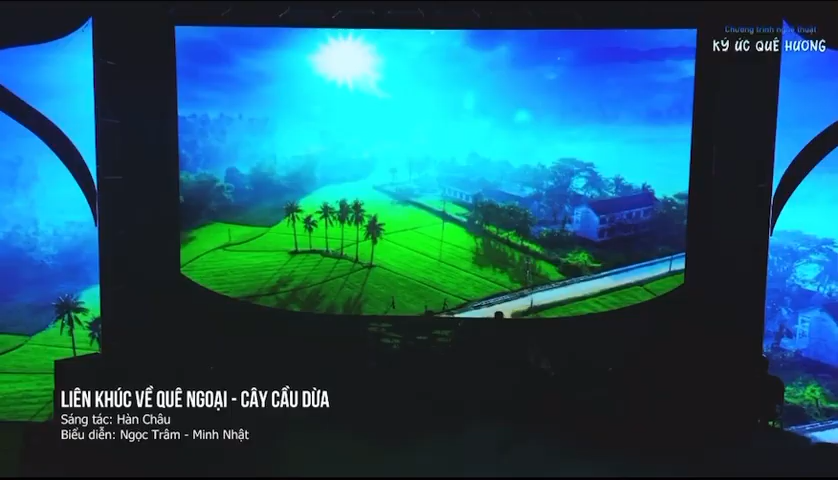 Chương trình nghệ thuật
KÝ ỨC QUÊ HƯƠNG
LIÊN KHÚC VỀ QUÊ NGOẠI - CÂY CẦU DỪA
Sáng tác: Hàn Châu
Biểu diễn: Ngọc Trâm - Minh Nhật